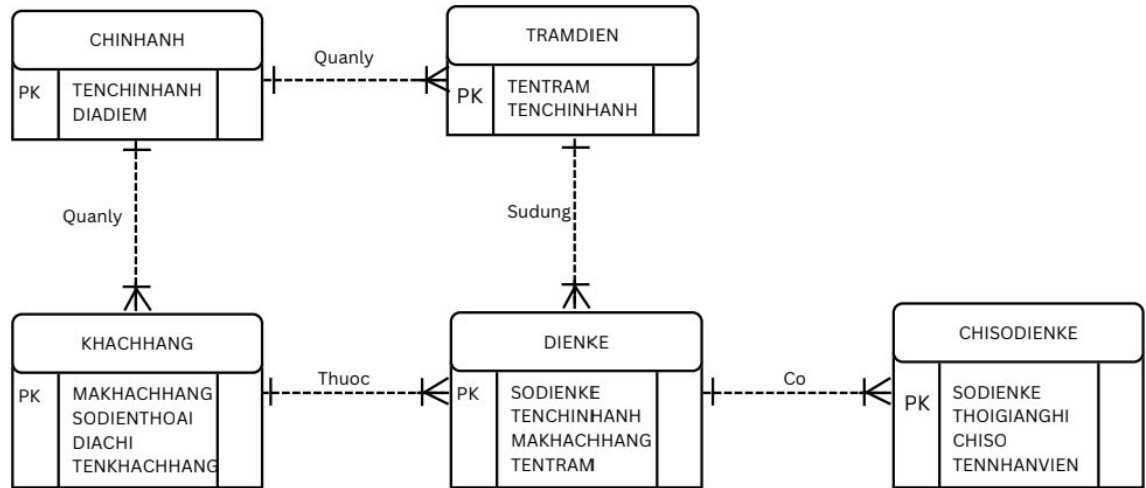 CHINHANH
PK
TENCHINHANH
DIADIEM
Quanly
TRAMDIEN
PK
TENTRAM
TENCHINHANH
Quanly
Sudung
KHACHHANG
PK
MAKHACHHANG
SODIENTHOAI
DIACHI
TENKHACHHANG
Thuoc
DIENKE
PK
SODIENKE
TENCHINHANH
MAKHACHHANG
TENTRAM
Co
CHISODIENKE
PK
SODIENKE
THOIGIANGHI
CHISO
TENNHANVIEN